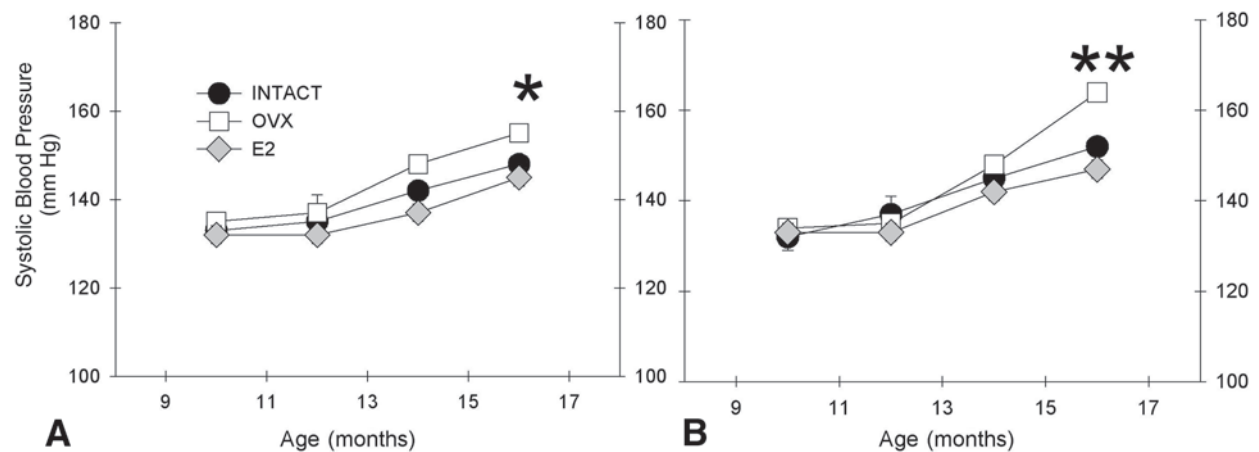 180
160
140
120
100
Systolic Blood Pressure
(mm Hg)
INTACT
OVX
E2
*
180
160
140
120
100
9 11 13 15 17
A Age (months)
**
180
160
140
120
100
9 11 13 15 17
B Age (months)